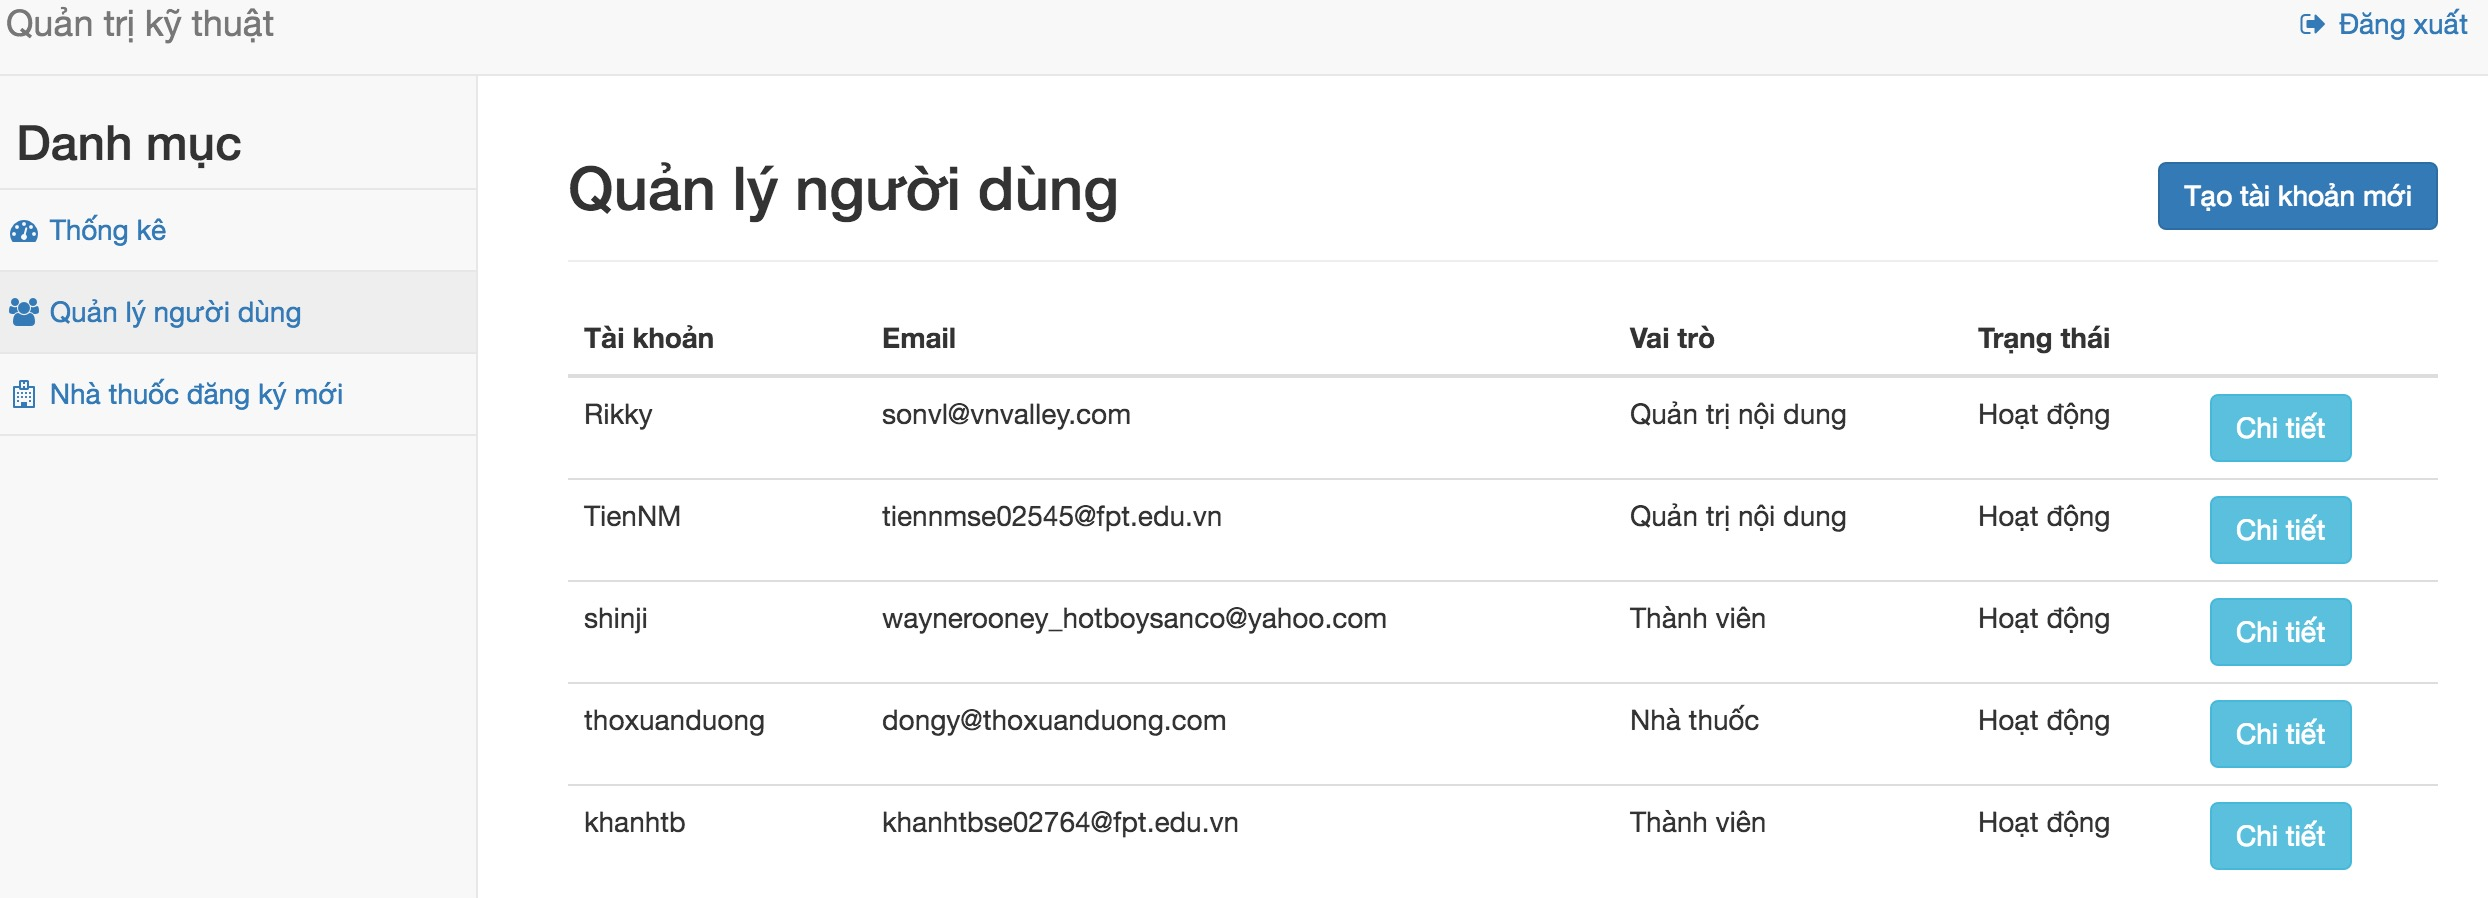 Quản trị kỹ thuật
Đăng xuất
Danh mục
Thống kê
Quản lý người dùng
Nhà thuốc đăng ký mới
Quản lý người dùng
Tạo tài khoản mới
Tài khoản Email Vai trò Trạng thái
Rikky sonvl@vnvalley.com Quản trị nội dung Hoạt động Chi tiết
TienNM tiennmse02545@fpt.edu.vn Quản trị nội dung Hoạt động Chi tiết
shinji waynerooney_hotboysanco@yahoo.com Thành viên Hoạt động Chi tiết
thoxuanduong dongy@thoxuanduong.com Nhà thuốc Hoạt động Chi tiết
khanhtb khanhtbse02764@fpt.edu.vn Thành viên Hoạt động Chi tiết